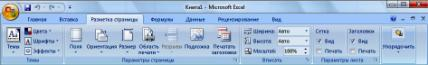 Книга1 - Microsoft Excel
Главная Вставка Разметка страницы Формулы Данные Рецензирование Вид
Цвета Ширина: Авто Сетка Заголовки
Шрифты Высота: Авто Вид Вид
Темы Эффекты Поля Ориентация Размер Область печати Разрывы Подложка Печатать заголовки Масштаб: 100% Печать Печать Упорядочить
Темы Параметры страницы Вписать Параметры листа